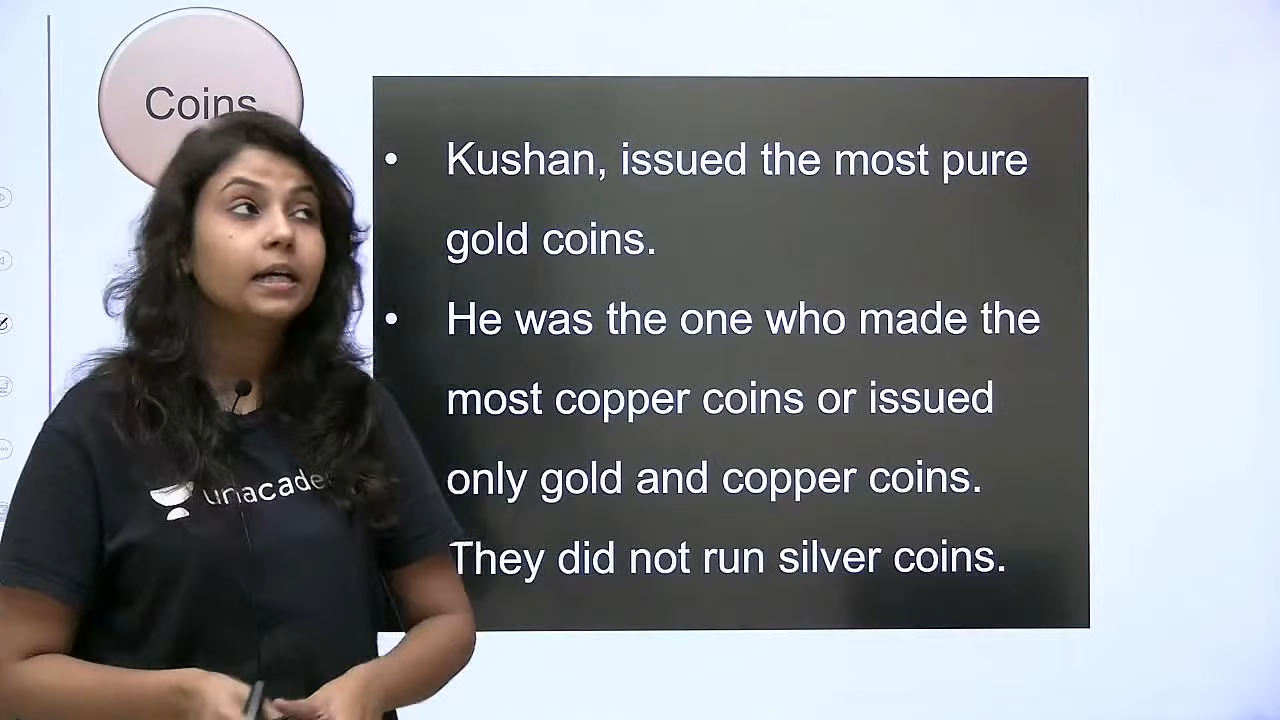 Coins
• Kushan, issued the most pure
gold coins.
• He was the one who made the
most copper coins or issued
only gold and copper coins.
They did not run silver coins.
unacade